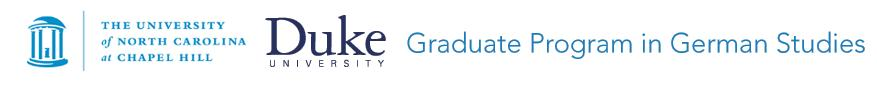 THE UNIVERSITY
of NORTH CAROLINA
at CHAPEL HILL
Duke
UNIVERSITY
Graduate Program in German Studies